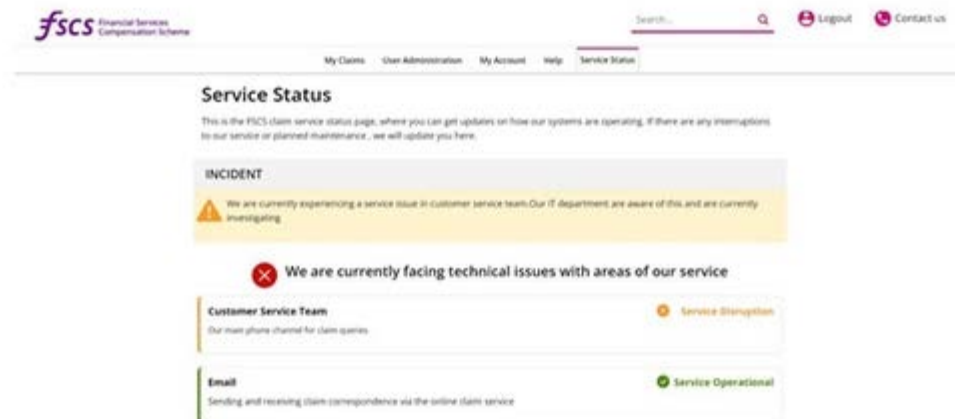 fscs Financial Services
Compensation Scheme
Search...
Logout
Contact us
My Claims User Administration My Account Help Service Status
Service Status
This is the FSCS claim service status page, where you can get updates on how our systems are operating. If there are any interruptions
to our service or planned maintenance , we will update you here.
INCIDENT
We are currently experiencing a service issue in customer service team.Our IT department are aware of this and are currently
investigating
We are currently facing technical issues with areas of our service
Customer Service Team
Service Disruption
Our main phone channel for claim queries
Email
Service Operational
Sending and receiving claim correspondence via the online claim service